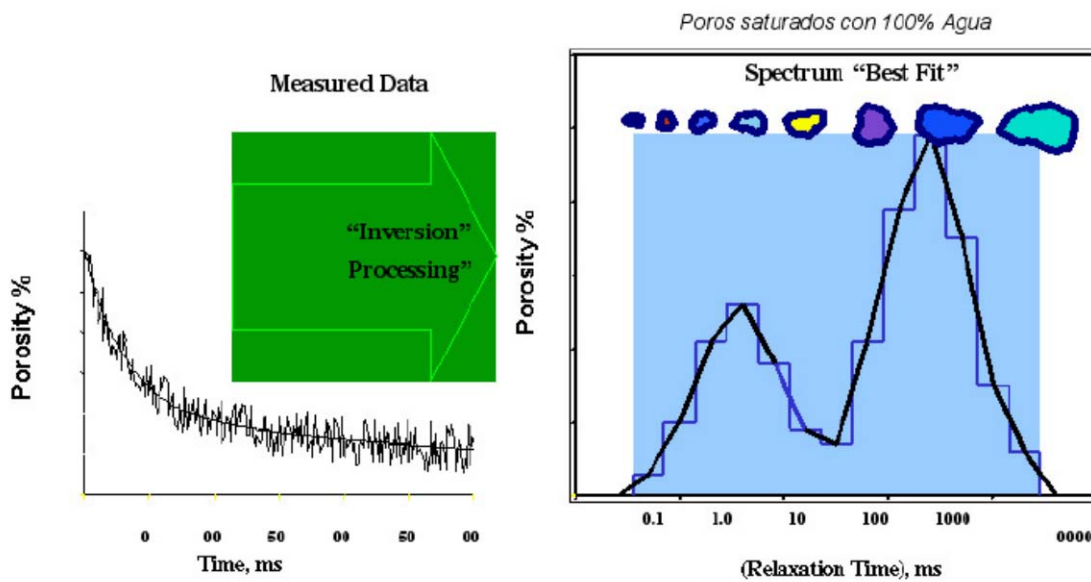 Poros saturados con 100% Agua
Measured Data
“Inversion”
Processing”
Porosity %
0 00 50 00 50 00
Time, ms
Spectrum “Best Fit”
Porosity %
0.1 1.0 10 100 1000 0000
(Relaxation Time), ms